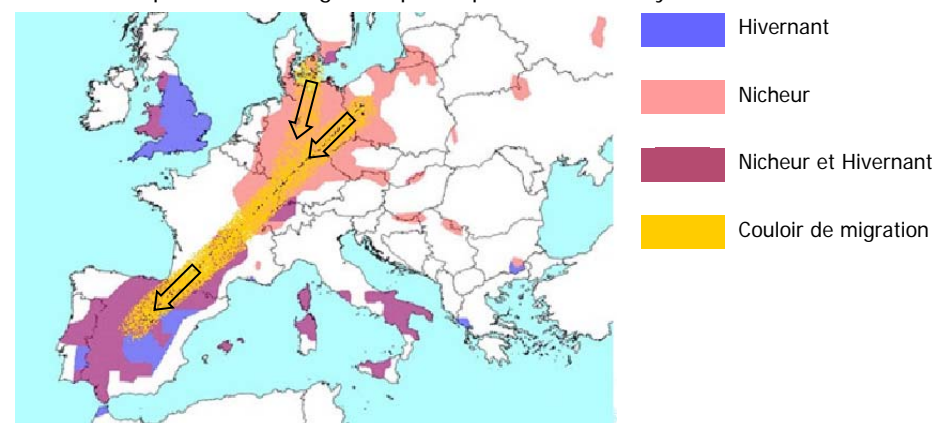 Hivernant
Nicheur
Nicheur et Hivernant
Couloir de migration